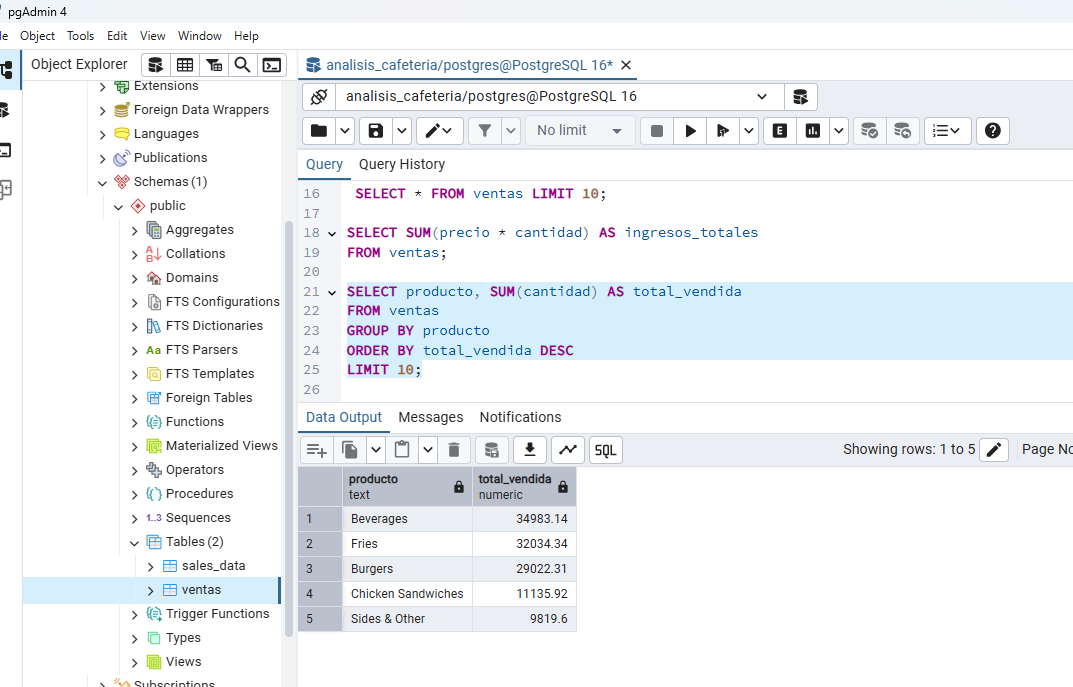 pgAdmin 4
Object Tools Edit View Window Help
Object Explorer
analisis_cafeteria/postgres@PostgreSQL 16*
Extensions
Foreign Data Wrappers
Languages
Publications
Schemas (1)
public
Aggregates
Collations
Domains
FTS Configurations
FTS Dictionaries
Aa FTS Parsers
FTS Templates
Foreign Tables
Functions
Materialized Views
Operators
Procedures
1..3 Sequences
Tables (2)
sales_data
ventas
Trigger Functions
Types
Views
Subscriptions
analisis_cafeteria/postgres@PostgreSQL 16
No limit
E
Query Query History
16 SELECT * FROM ventas LIMIT 10;
17
18 SELECT SUM(precio * cantidad) AS ingresos_totales
19 FROM ventas;
20
21 SELECT producto, SUM(cantidad) AS total_vendida
22 FROM ventas
23 GROUP BY producto
24 ORDER BY total_vendida DESC
25 LIMIT 10;
26
Data Output Messages Notifications
SQL Showing rows: 1 to 5 Page
producto total_vendida
text numeric
1 Beverages 34983.14
2 Fries 32034.34
3 Burgers 29022.31
4 Chicken Sandwiches 11135.92
5 Sides & Other 9819.6